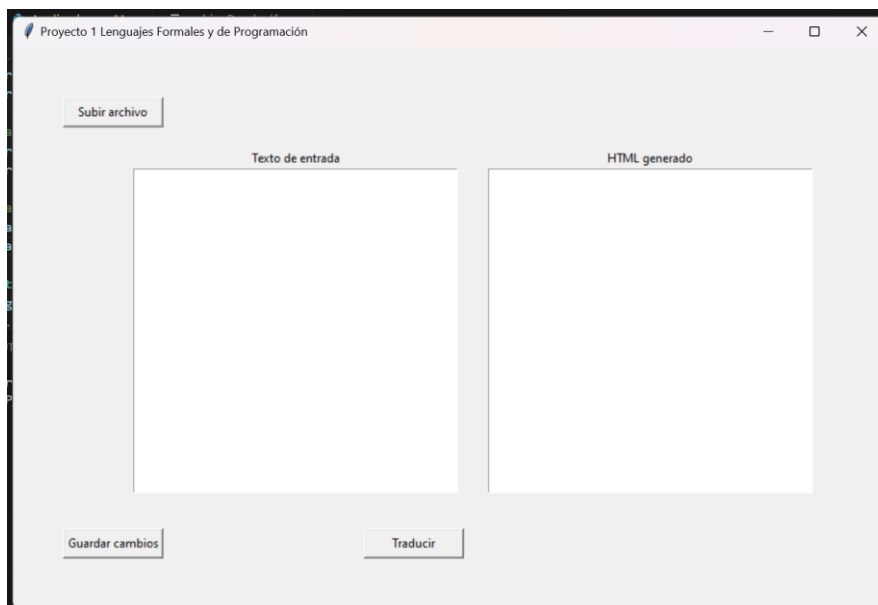 Proyecto 1 Lenguajes Formales y de Programación
Subir archivo
Texto de entrada
HTML generado
Guardar cambios
Traducir